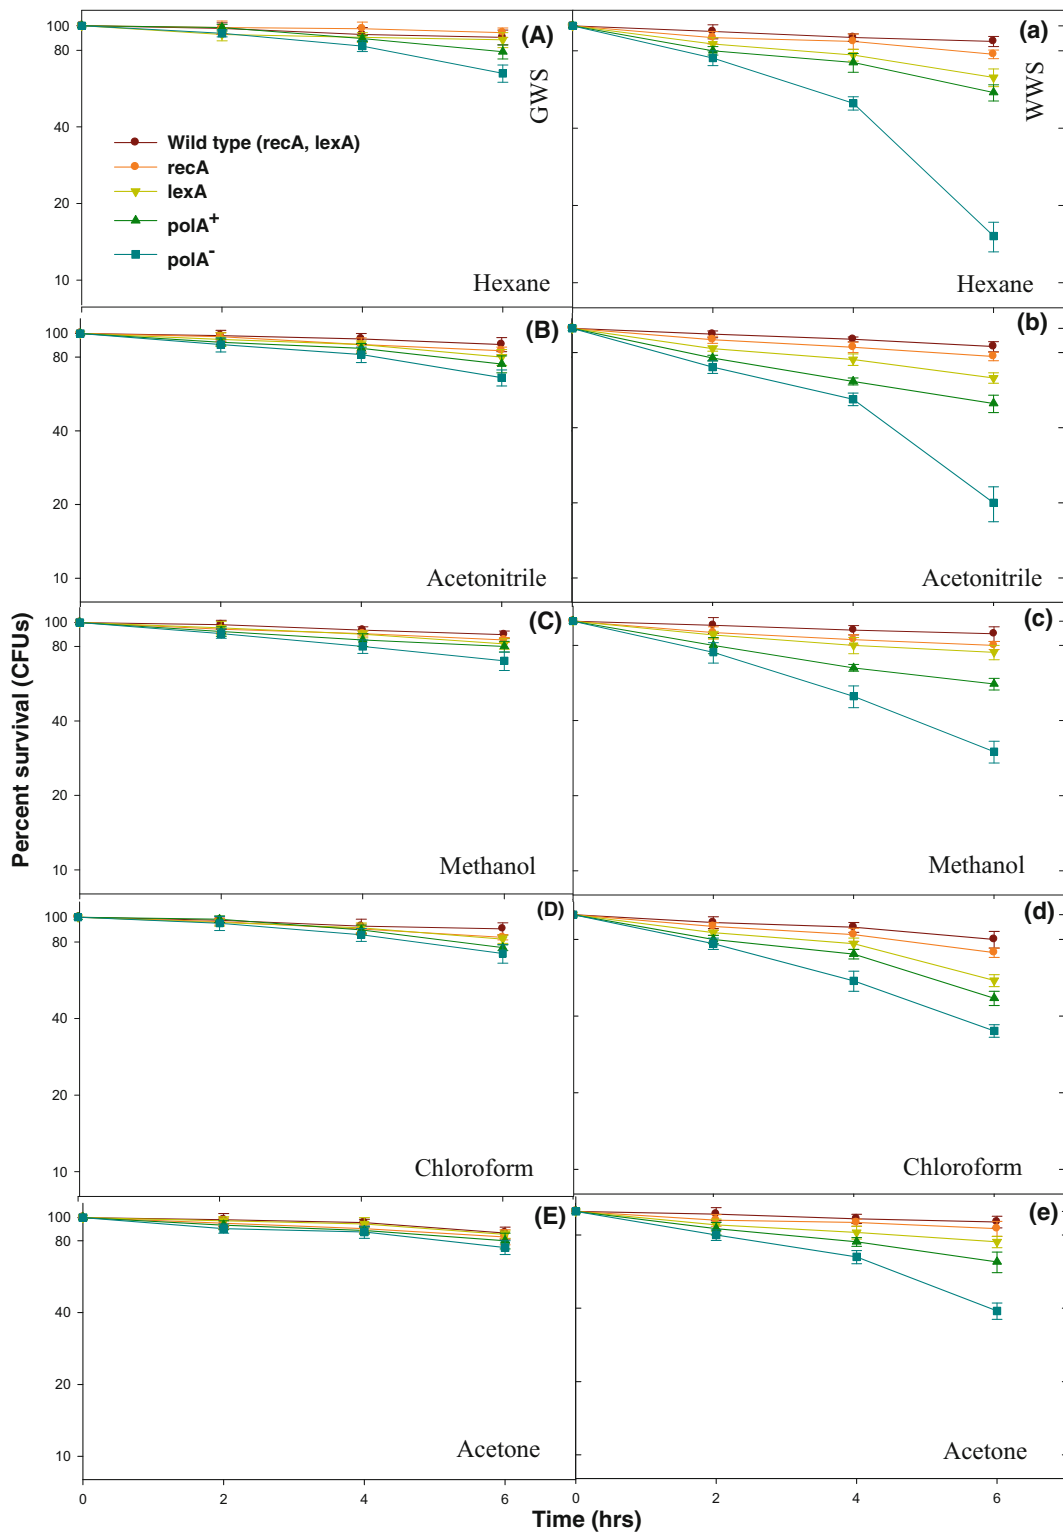 100
80
40
20
10
(A)
GWS
Wild type (recA, lexA)
recA
lexA
polA+
polA-
Hexane
(a)
WWS
Hexane
100
80
40
20
10
(B)
Acetonitrile
(b)
Acetonitrile
Percent survival (CFUs)
100
80
40
20
10
(C)
Methanol
(c)
Methanol
100
80
40
20
10
(D)
Chloroform
(d)
Chloroform
100
80
40
20
10
(E)
Acetone
(e)
Acetone
0 2 4 6 0 2 4 6
Time (hrs)